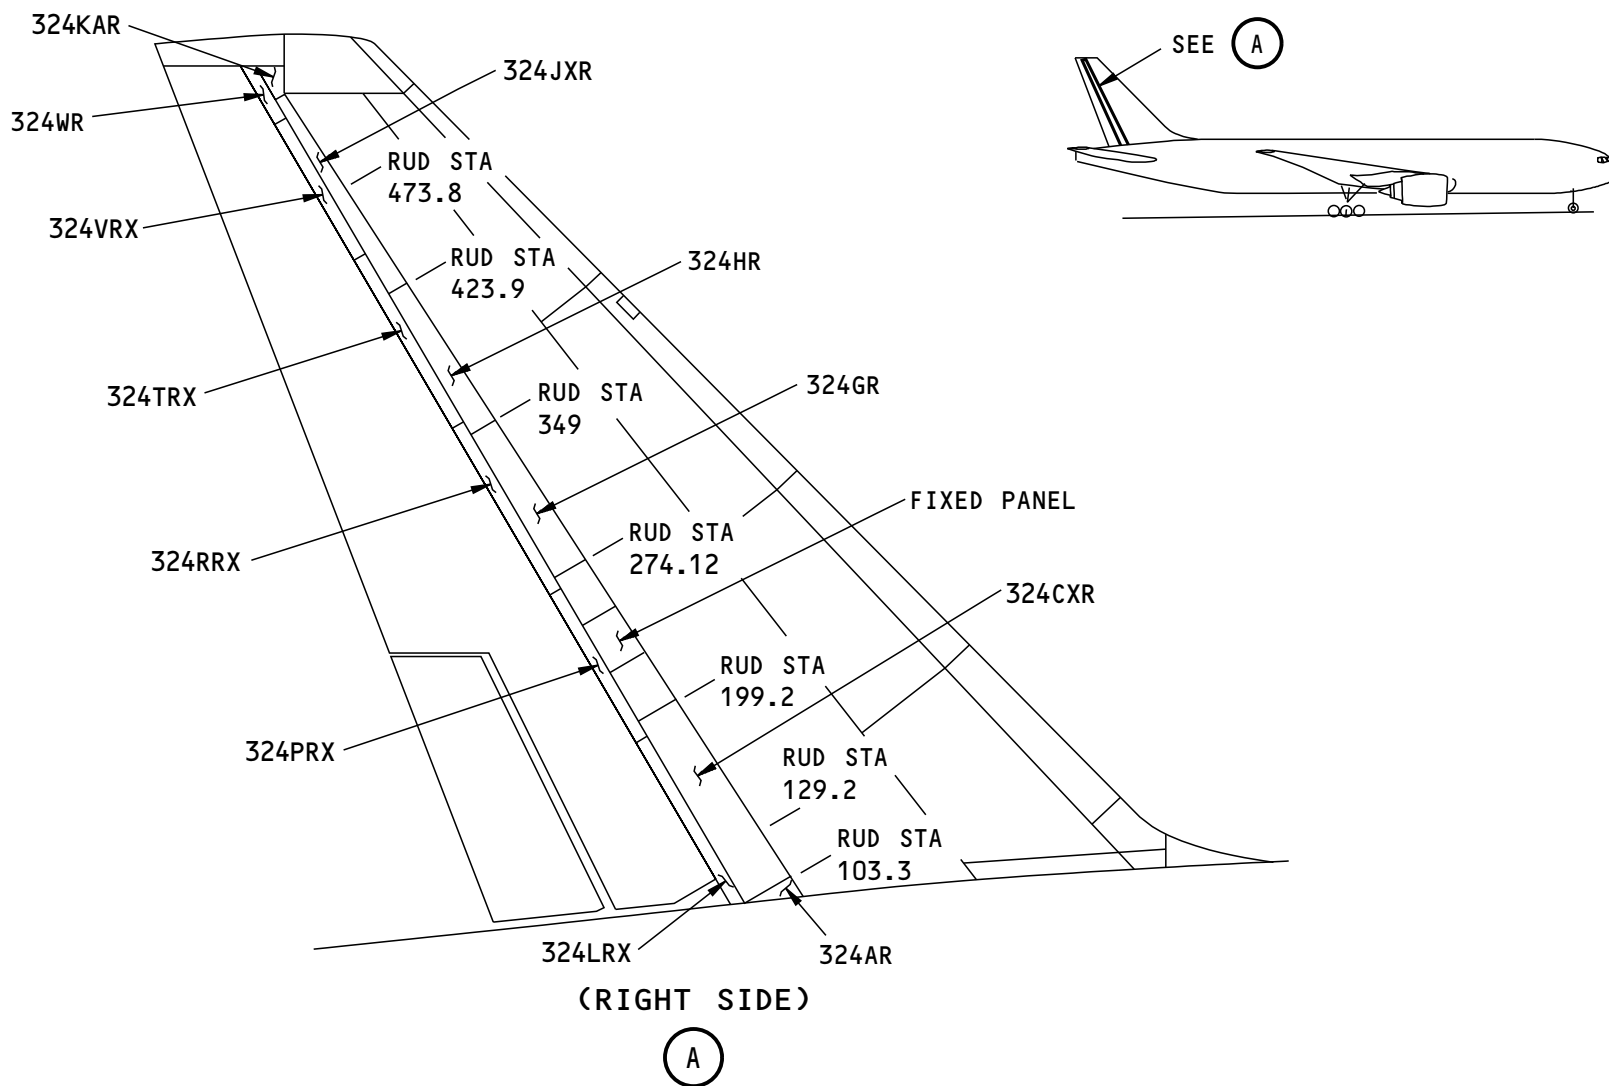 324KAR
SEE A
324JXR
324WR
RUD STA
473.8
324VRX
RUD STA
423.9
324HR
324TRX
RUD STA
349
324GR
FIXED PANEL
RUD STA
274.12
324RRX
324CXR
RUD STA
199.2
324PRX
RUD STA
129.2
RUD STA
103.3
324LRX
324AR
(RIGHT SIDE)
A